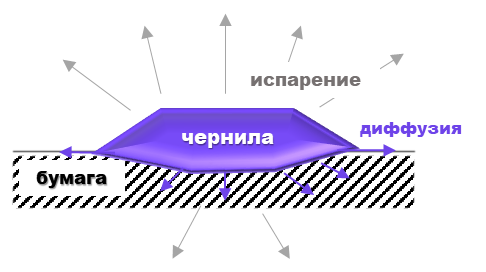 испарение
диффузия
чернила
бумага